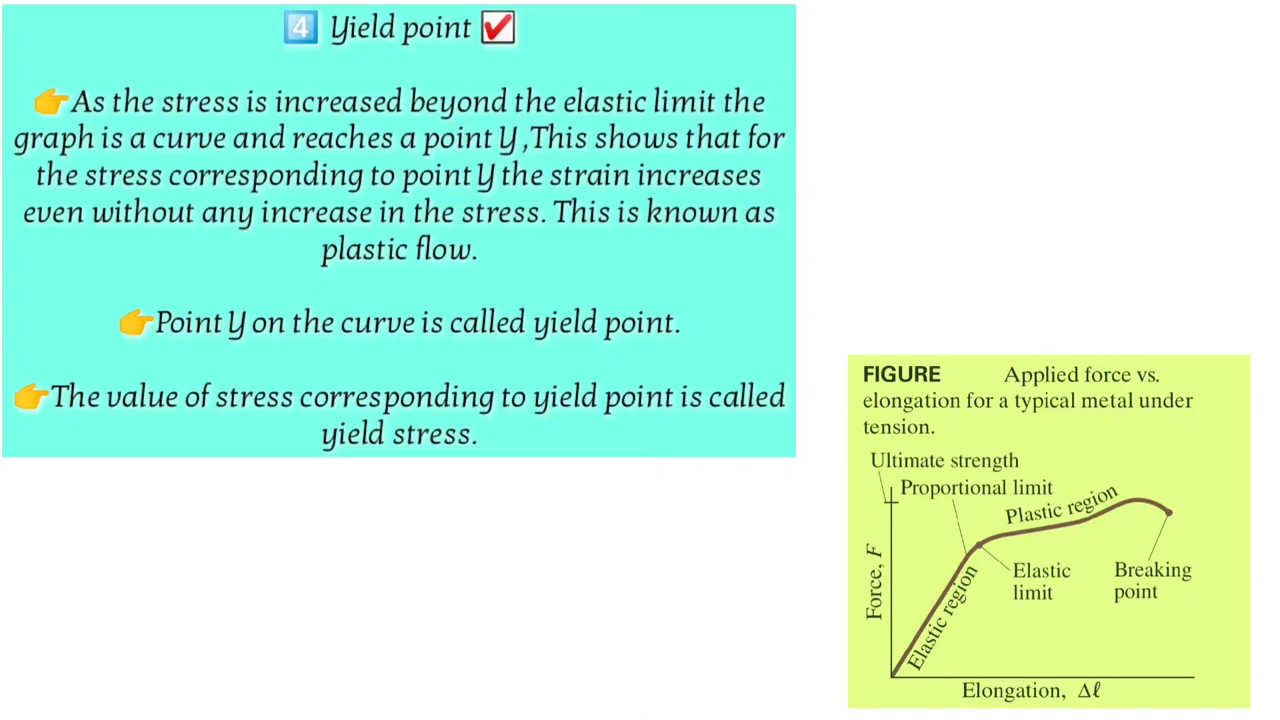 4 Yield point
As the stress is increased beyond the elastic limit the
graph is a curve and reaches a point Y ,This shows that for
the stress corresponding to point Y the strain increases
even without any increase in the stress. This is known as
plastic flow.
Point Y on the curve is called yield point.
The value of stress corresponding to yield point is called
yield stress.
FIGURE Applied force vs.
elongation for a typical metal under
tension.
Ultimate strength
Proportional limit
Plastic region
Elastic
limit
Breaking
point
Elastic region
Force, F
Elongation, Δℓ